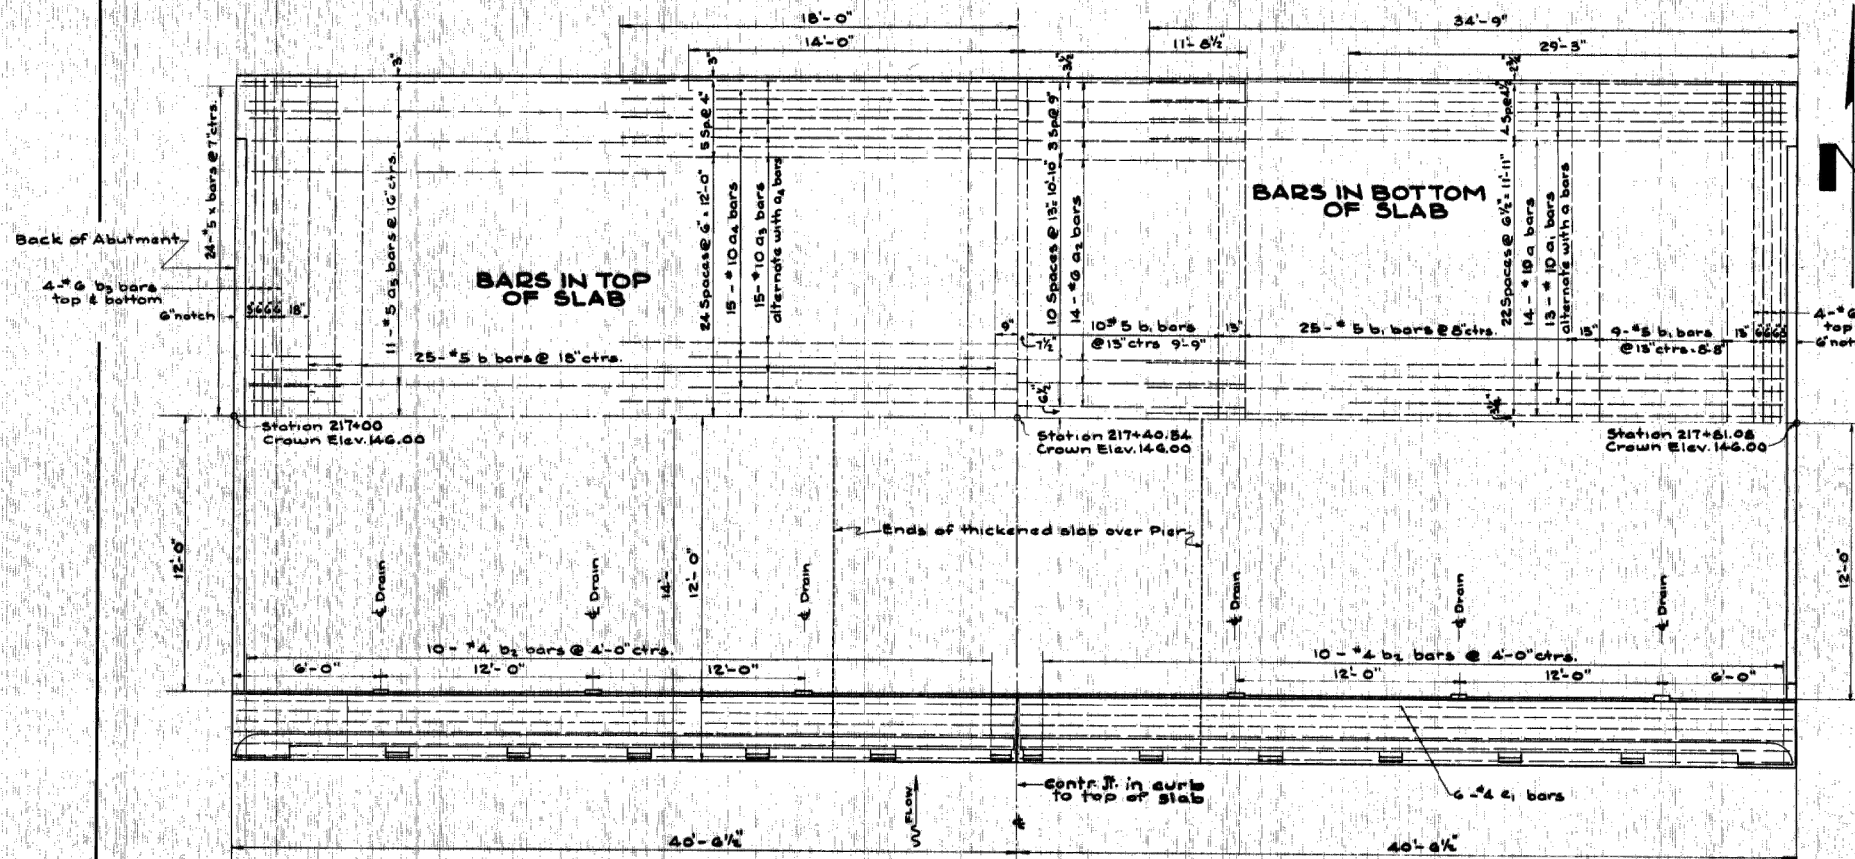 18'-0"
34'-9"
14'-0"
11'-8½"
29'-3"
3"
3"
3½"
2¾"
24-#5 x bars @ 7" ctrs.
11-#5 a5 bars @ 16" ctrs.
24 Spaces @ 6" = 12'-0" 5 Sp @ 4"
15-#10 a4 bars
15-#10 a3 bars
alternate with a4 bars
10 Spaces @ 13" = 10'-10" 3 Sp @ 9"
14-#6 a2 bars
22 Spaces @ 6½" = 11'-11"
14-#10 a bars
13-#10 a1 bars
alternate with a bars
BARS IN TOP
OF SLAB
BARS IN BOTTOM
OF SLAB
Back of Abutment
4-#6 b3 bars
top & bottom
6" notch
5 6 6 6 18"
25-#5 b bars @ 18" ctrs.
9"
7½"
6½"
10#5 b1 bars
@ 13" ctrs 9'-9"
15"
25-#5 b1 bars @ 8" ctrs.
15"
9-#5 b1 bars
@ 13" ctrs = 8'-8"
4-#6
top
6" not
Station 217+00
Crown Elev. 146.00
Station 217+40.54
Crown Elev. 146.00
Station 217+81.08
Crown Elev. 146.00
Ends of thickened slab over Pier
12'-0"
14'-
12'-0"
12'-0"
℄ Drain
℄ Drain
℄ Drain
℄ Drain
℄ Drain
℄ Drain
10-#4 b2 bars @ 4'-0" ctrs.
10-#4 b2 bars @ 4'-0" ctrs.
6'-0"
12'-0"
12'-0"
12'-0"
12'-0"
6'-0"
FLOW
Contr. Jt. in curb
to top of slab
℄
6-#4 e1 bars
40'-6½"
40'-6½"
N